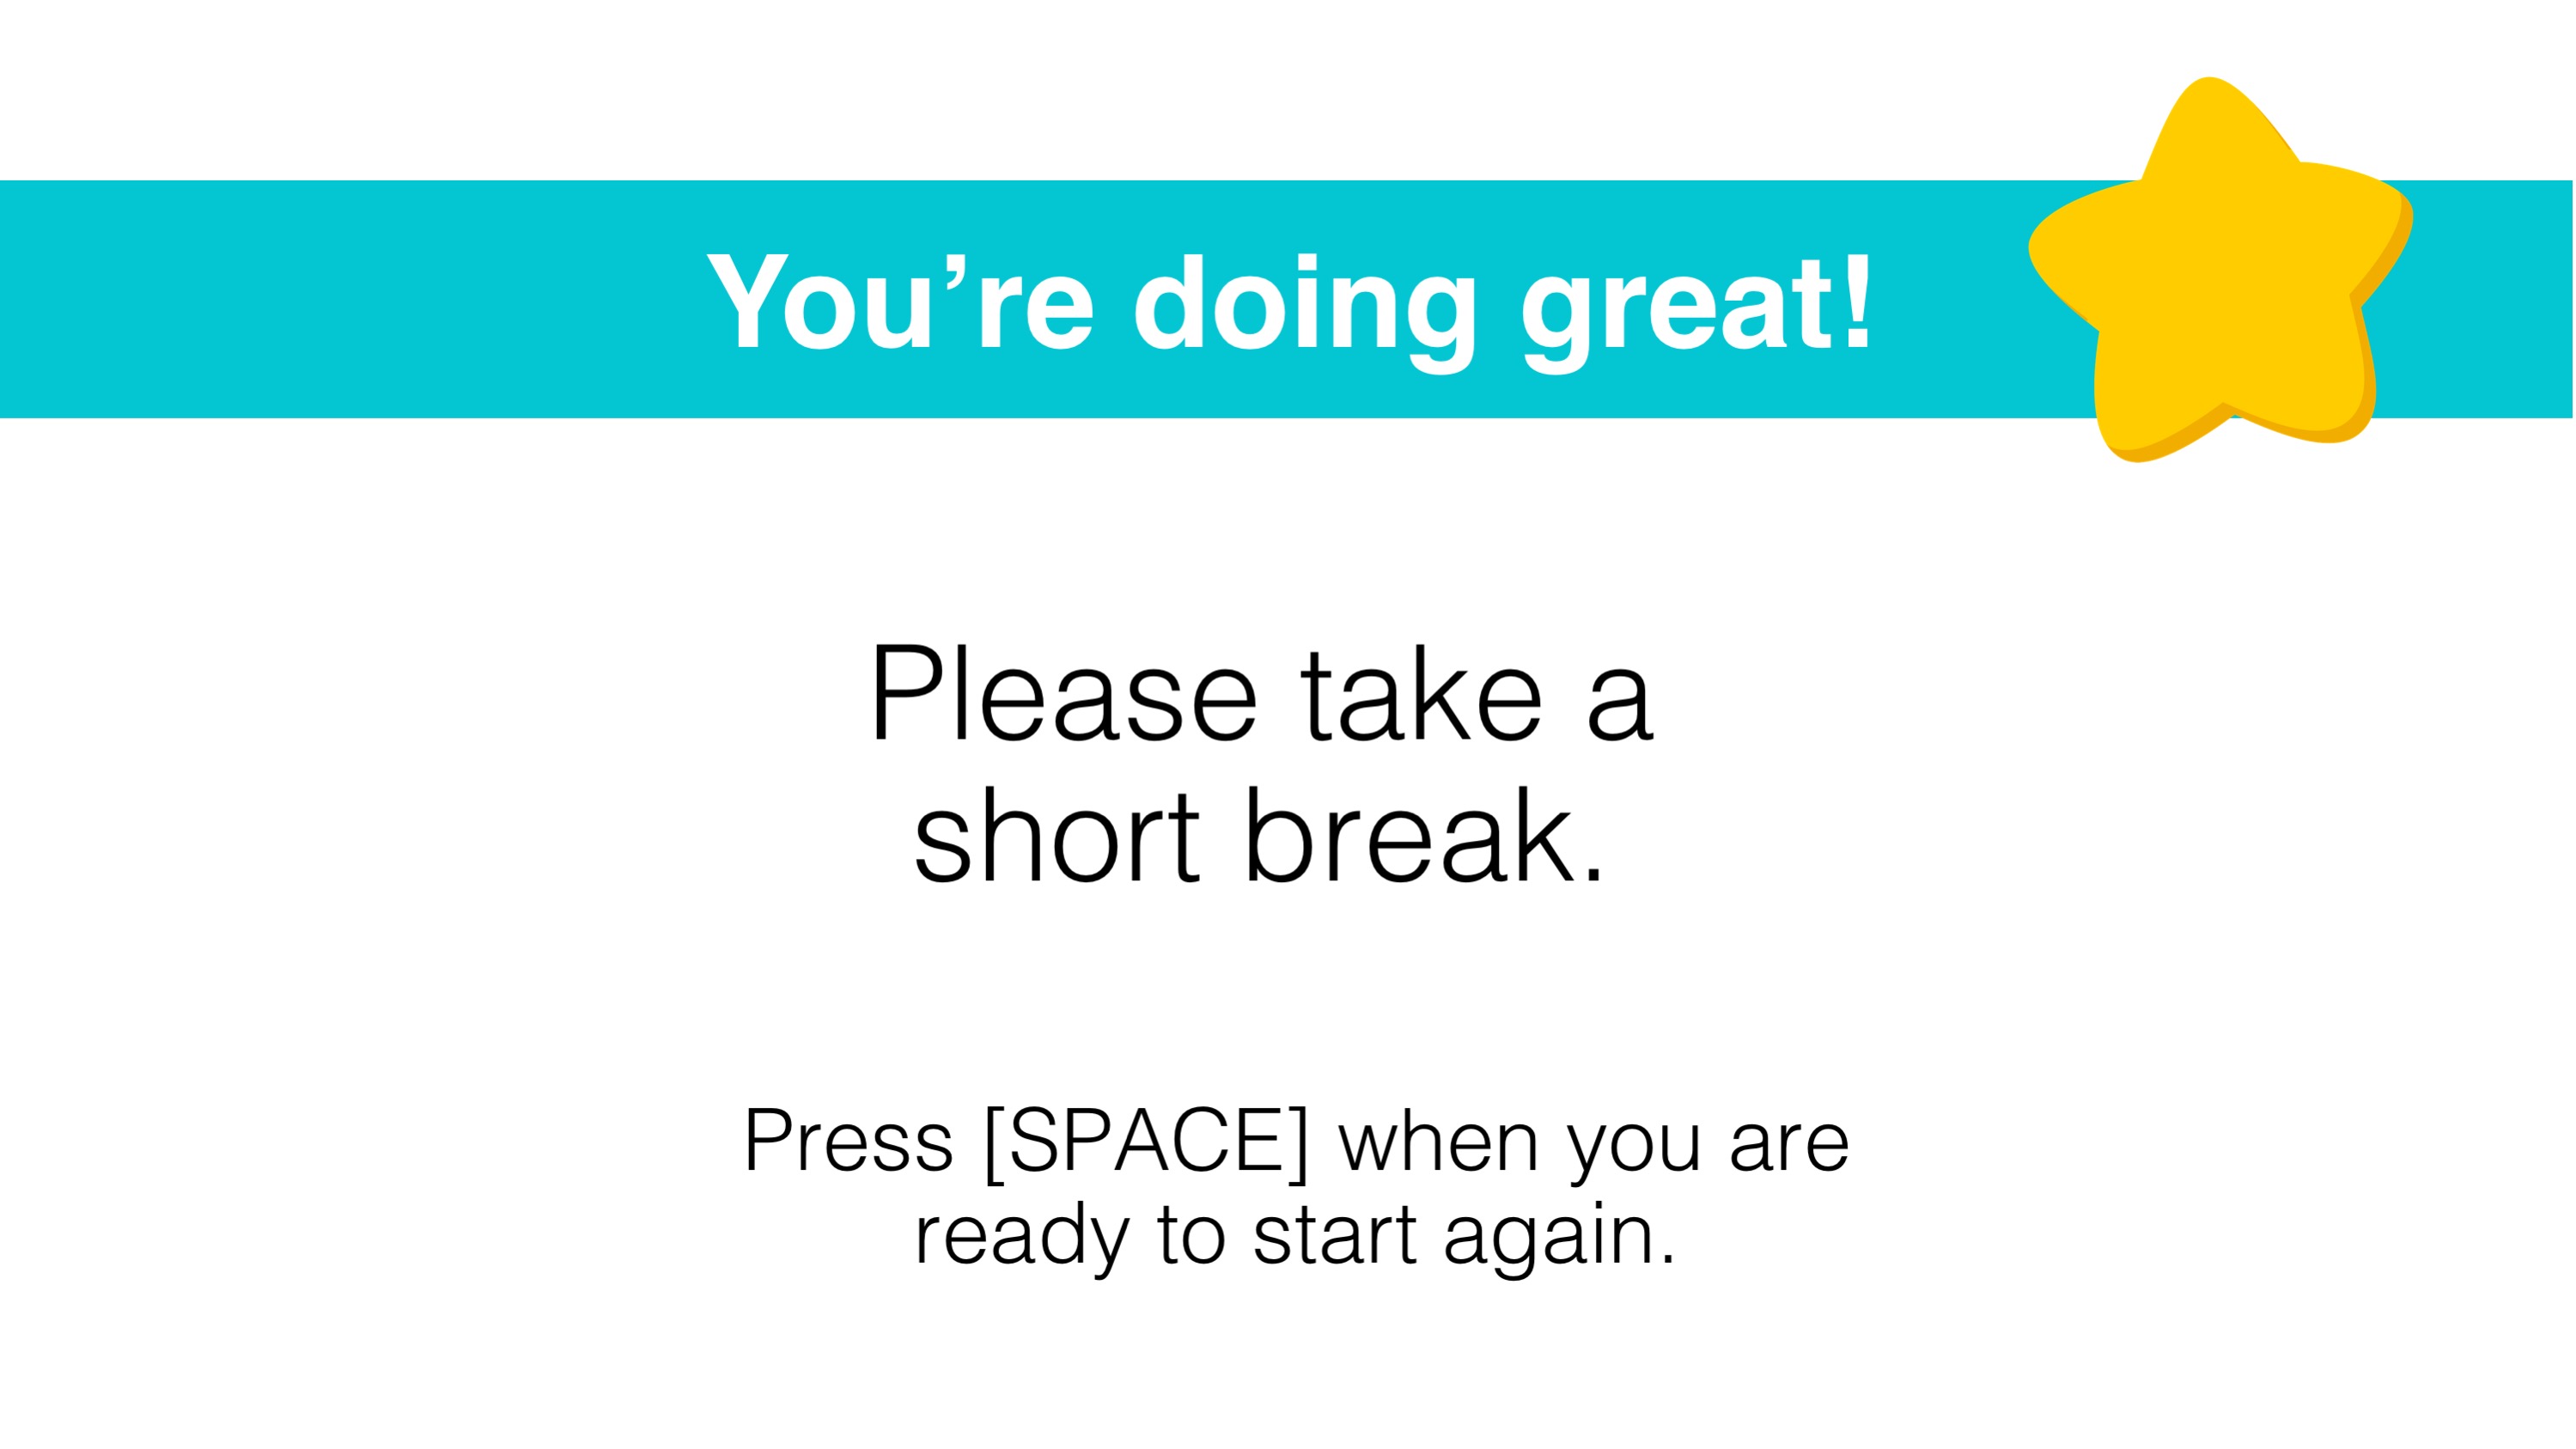 You’re doing great!
Please take a
short break.
Press [SPACE] when you are
ready to start again.